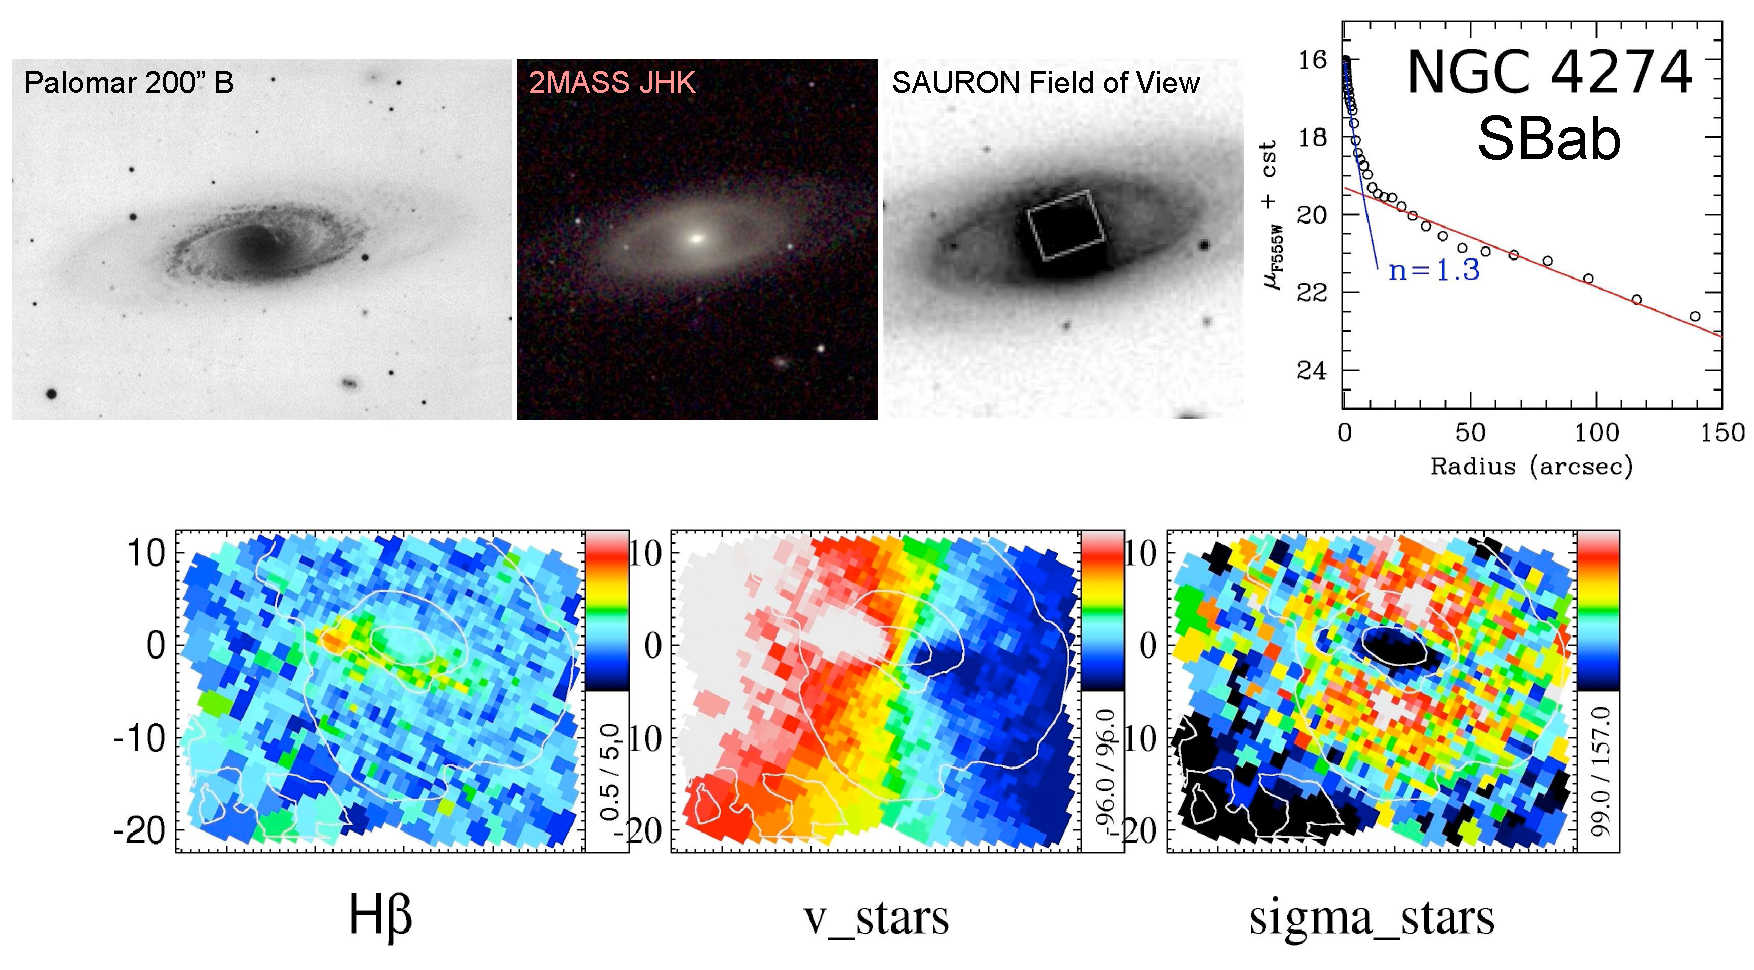 Palomar 200” B
2MASS JHK
SAURON Field of View
NGC 4274
SBab
n=1.3
μF555W + cst
16
18
20
22
24
0
50
100
150
Radius (arcsec)
10
0
-10
-20
0.5 / 5.0
Hβ
10
0
10
20
-96.0 / 96.0
v_stars
10
0
10
-20
99.0 / 157.0
sigma_stars